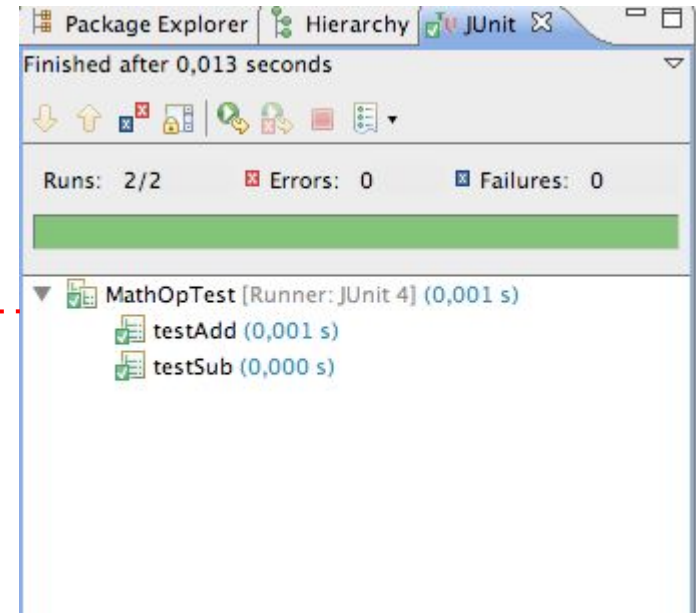 Package Explorer Hierarchy JUnit
Finished after 0,013 seconds
Runs: 2/2 Errors: 0 Failures: 0
MathOpTest [Runner: JUnit 4] (0,001 s)
testAdd (0,001 s)
testSub (0,000 s)